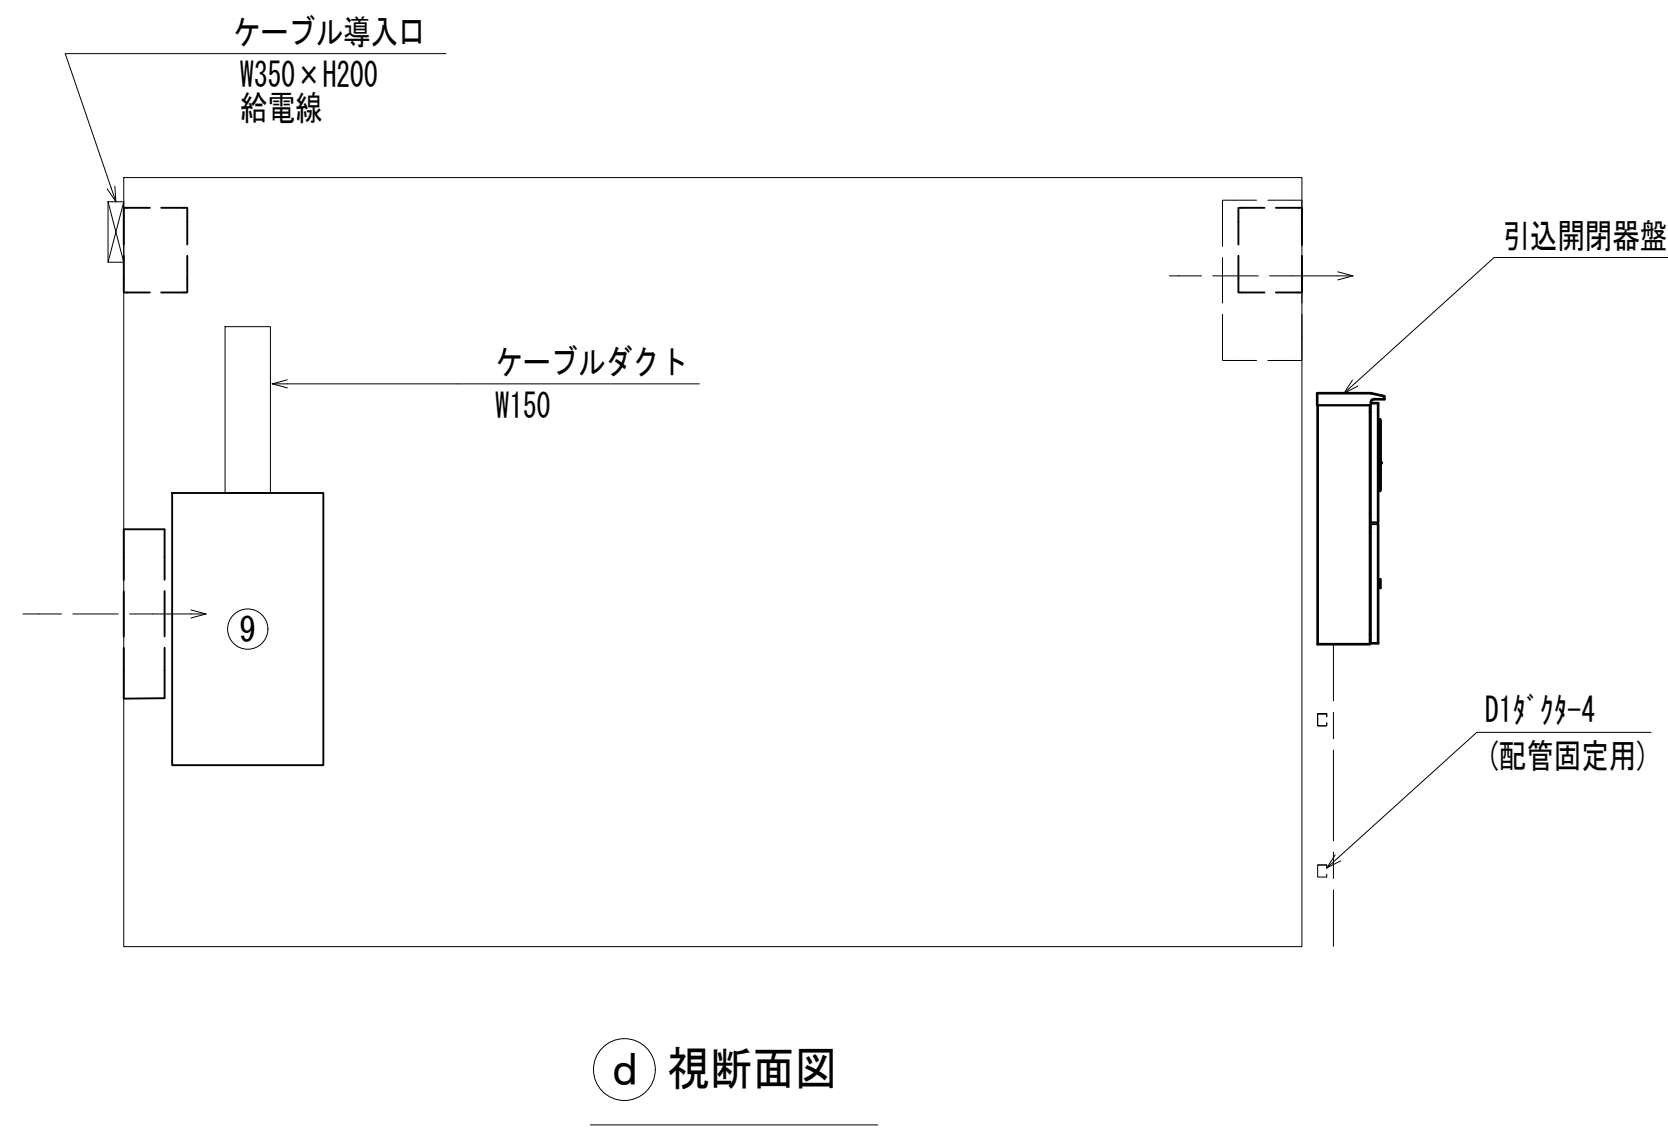 ケーブル導入口
W350×H200
給電線
引込開閉器盤
ケーブルダクト
W150
⑨
D1ﾀﾞｸﾀｰ4
(配管固定用)
ⓓ 視断面図